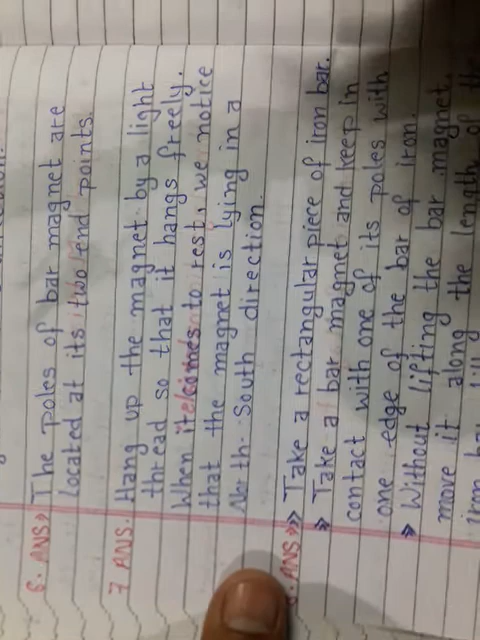 6. ANS» The poles of bar magnet are
located at its two end points.
7 ANS. Hang up the magnet by a light
thread so that it hangs freely.
When it comes to rest, we notice
that the magnet is lying in a
North-South direction.
ANS»» Take a rectangular piece of iron bar.
» Take a bar magnet and keep in
contact with one of its poles with
one edge of the bar of iron.
» Without lifting the bar magnet,
move it along the length of the
iron bar till